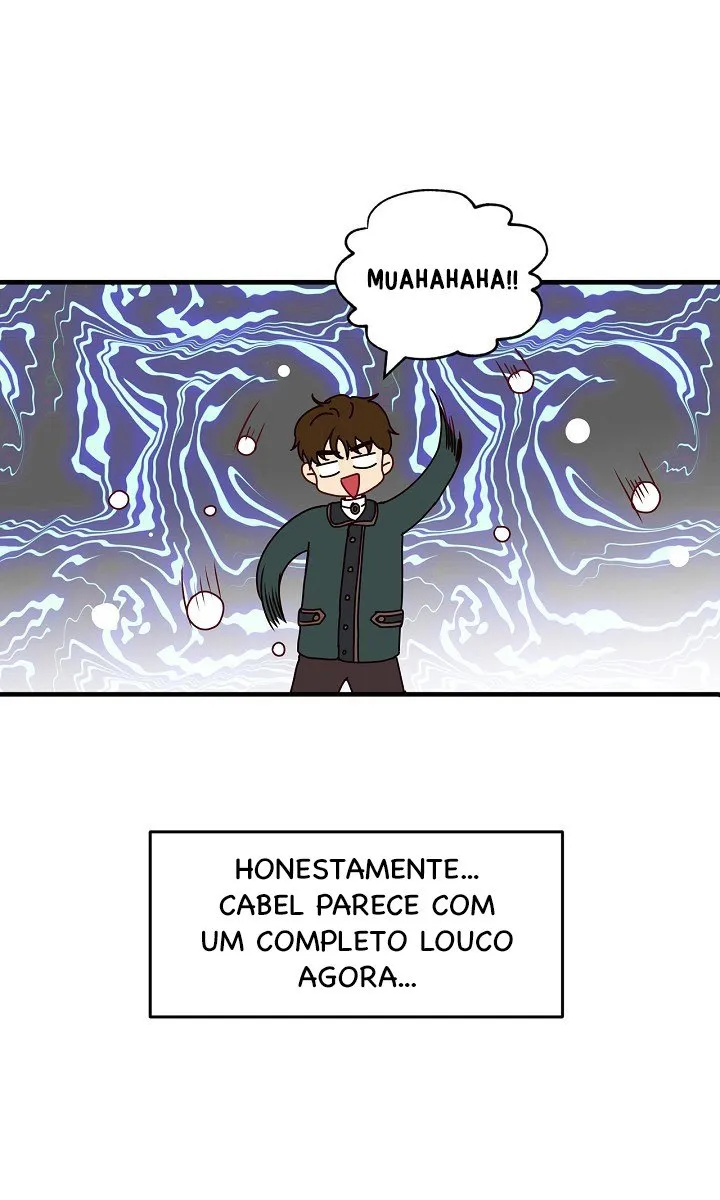 MUAHAHAHA!!
HONESTAMENTE...
CABEL PARECE COM
UM COMPLETO LOUCO
AGORA...